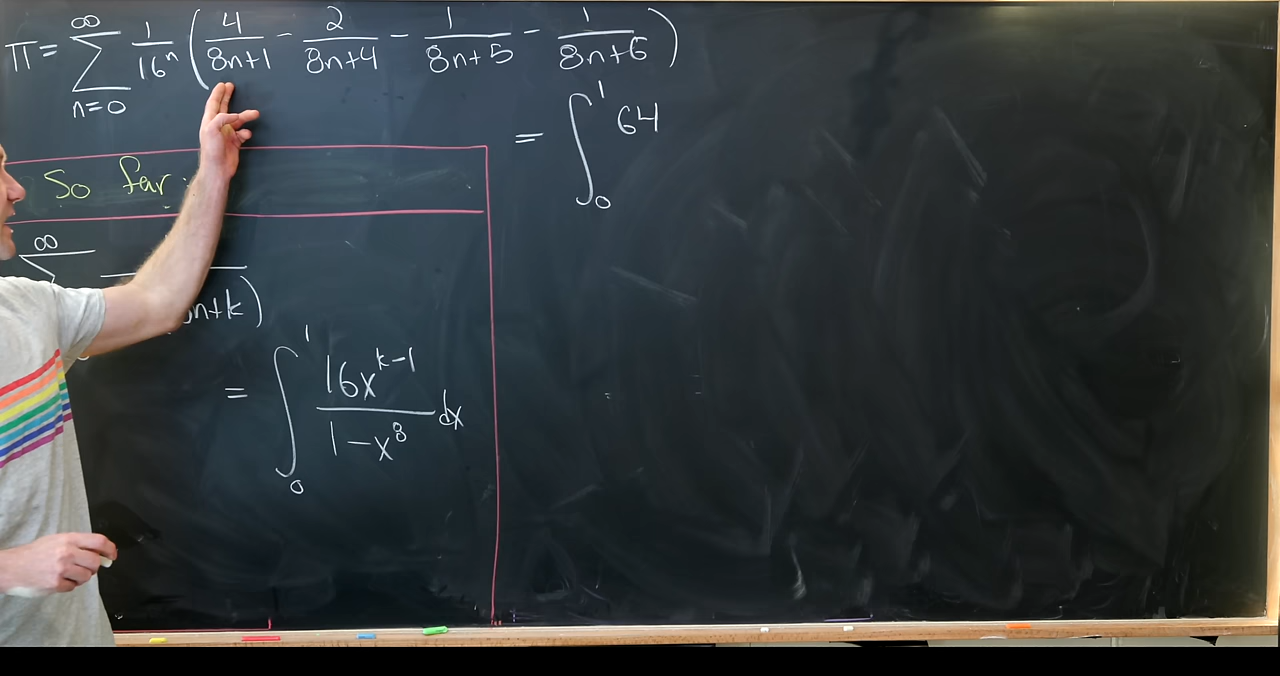 π = ∑_{n=0}^{∞} 1/16^n (4/(8n+1) − 2/(8n+4) − 1/(8n+5) − 1/(8n+6))
= ∫_0^1 64
So far:
∞
n+k)
= ∫_0^1 16x^{k−1}/(1−x^8) dx